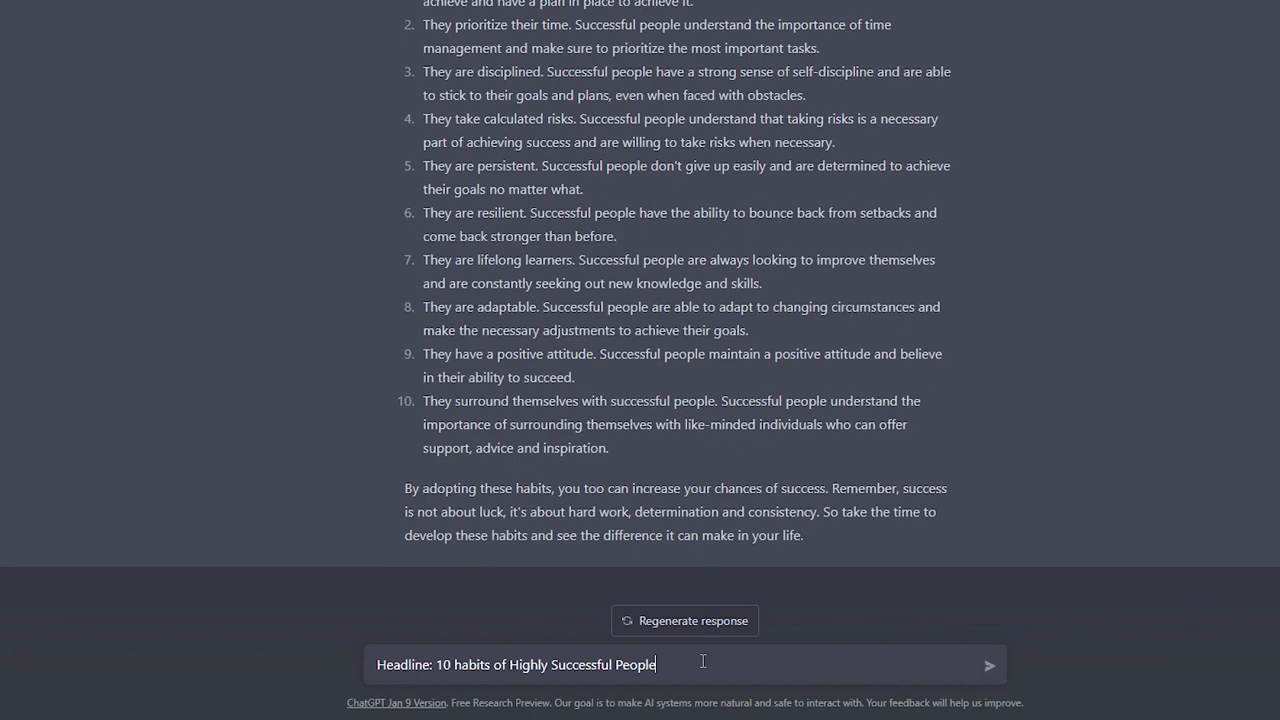 achieve and have a plan in place to achieve it.
2. They prioritize their time. Successful people understand the importance of time
management and make sure to prioritize the most important tasks.
3. They are disciplined. Successful people have a strong sense of self-discipline and are able
to stick to their goals and plans, even when faced with obstacles.
4. They take calculated risks. Successful people understand that taking risks is a necessary
part of achieving success and are willing to take risks when necessary.
5. They are persistent. Successful people don't give up easily and are determined to achieve
their goals no matter what.
6. They are resilient. Successful people have the ability to bounce back from setbacks and
come back stronger than before.
7. They are lifelong learners. Successful people are always looking to improve themselves
and are constantly seeking out new knowledge and skills.
8. They are adaptable. Successful people are able to adapt to changing circumstances and
make the necessary adjustments to achieve their goals.
9. They have a positive attitude. Successful people maintain a positive attitude and believe
in their ability to succeed.
10. They surround themselves with successful people. Successful people understand the
importance of surrounding themselves with like-minded individuals who can offer
support, advice and inspiration.
By adopting these habits, you too can increase your chances of success. Remember, success
is not about luck, it's about hard work, determination and consistency. So take the time to
develop these habits and see the difference it can make in your life.
Regenerate response
Headline: 10 habits of Highly Successful People
ChatGPT Jan 9 Version. Free Research Preview. Our goal is to make AI systems more natural and safe to interact with. Your feedback will help us improve.